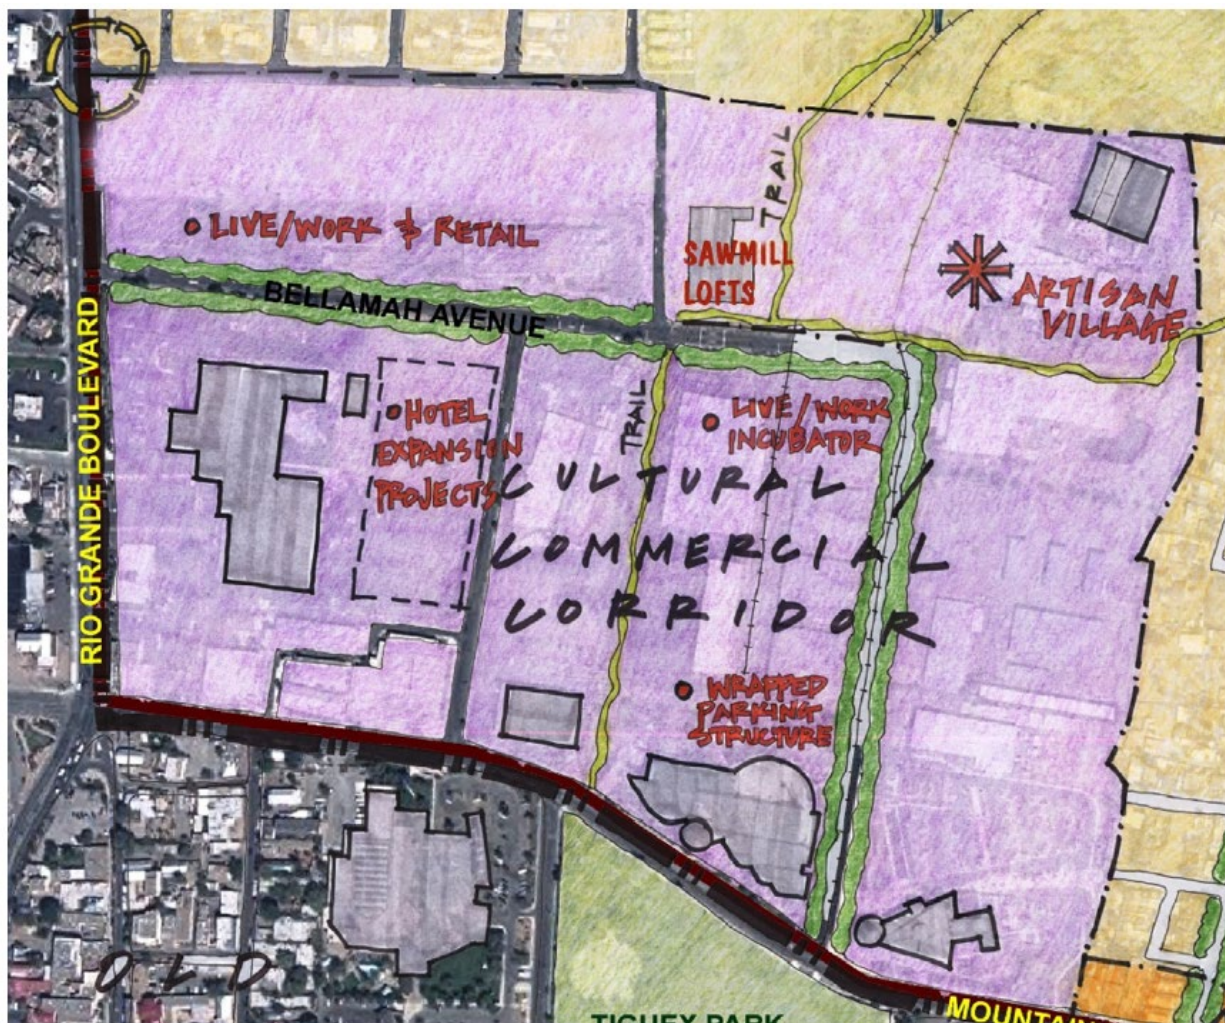 TRAIL
LIVE/WORK & RETAIL
SAWMILL
LOFTS
ARTISAN
VILLAGE
BELLAMAH AVENUE
RIO GRANDE BOULEVARD
HOTEL
EXPANSION
PROJECTS
TRAIL
LIVE/WORK
INCUBATOR
CULTURAL /
COMMERCIAL
CORRIDOR
WRAPPED
PARKING
STRUCTURE
OLD
TIGUEX PARK
MOUNTAIN